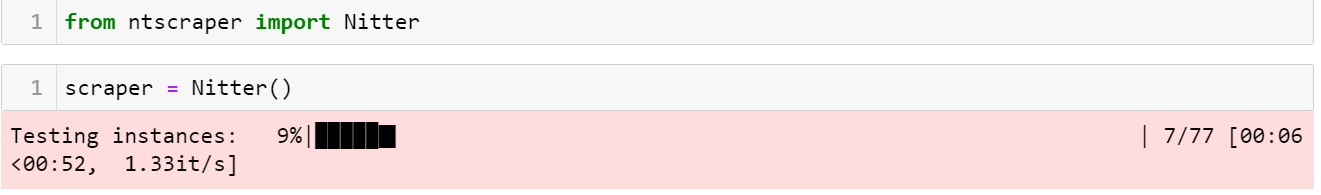 1 from ntscraper import Nitter
1 scraper = Nitter()
Testing instances: 9%|██████▉ | 7/77 [00:06
<00:52, 1.33it/s]